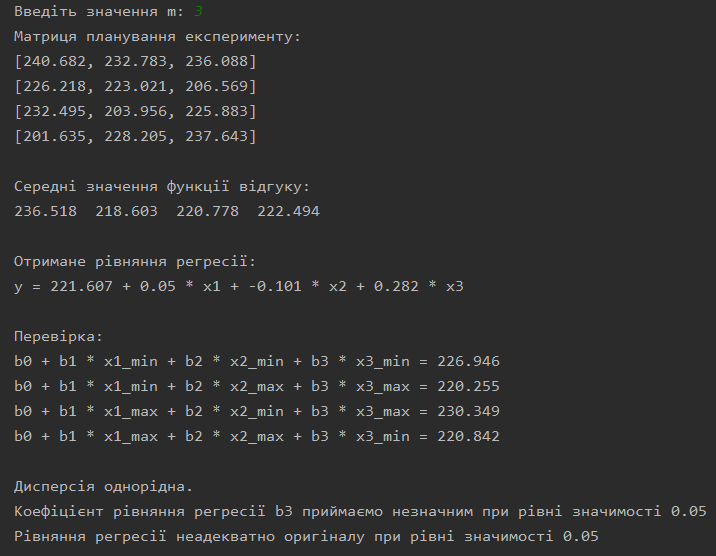 Введіть значення m: 3
Матриця планування експерименту:
[240.682, 232.783, 236.088]
[226.218, 223.021, 206.569]
[232.495, 203.956, 225.883]
[201.635, 228.205, 237.643]
Середні значення функції відгуку:
236.518  218.603  220.778  222.494
Отримане рівняння регресії:
y = 221.607 + 0.05 * x1 + -0.101 * x2 + 0.282 * x3
Перевірка:
b0 + b1 * x1_min + b2 * x2_min + b3 * x3_min = 226.946
b0 + b1 * x1_min + b2 * x2_max + b3 * x3_max = 220.255
b0 + b1 * x1_max + b2 * x2_min + b3 * x3_max = 230.349
b0 + b1 * x1_max + b2 * x2_max + b3 * x3_min = 220.842
Дисперсія однорідна.
Коефіцієнт рівняння регресії b3 приймаємо незначним при рівні значимості 0.05
Рівняння регресії неадекватно оригіналу при рівні значимості 0.05